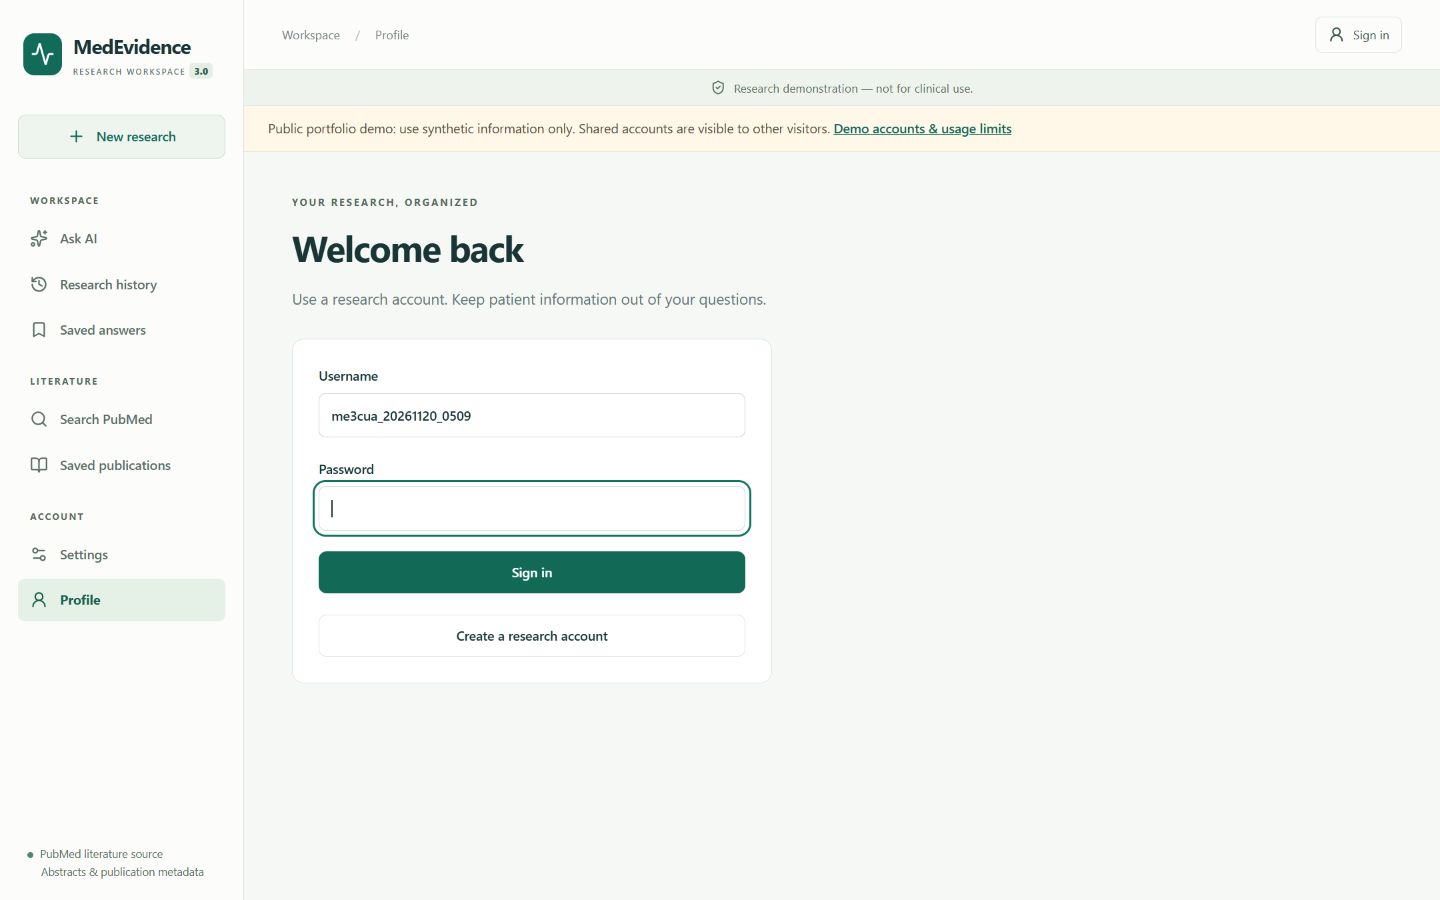 MedEvidence
RESEARCH WORKSPACE 3.0
New research
WORKSPACE
Ask AI
Research history
Saved answers
LITERATURE
Search PubMed
Saved publications
ACCOUNT
Settings
Profile
PubMed literature source
Abstracts & publication metadata
Workspace / Profile
Sign in
Research demonstration — not for clinical use.
Public portfolio demo: use synthetic information only. Shared accounts are visible to other visitors. Demo accounts & usage limits
YOUR RESEARCH, ORGANIZED
Welcome back
Use a research account. Keep patient information out of your questions.
Username
me3cua_20261120_0509
Password
Sign in
Create a research account